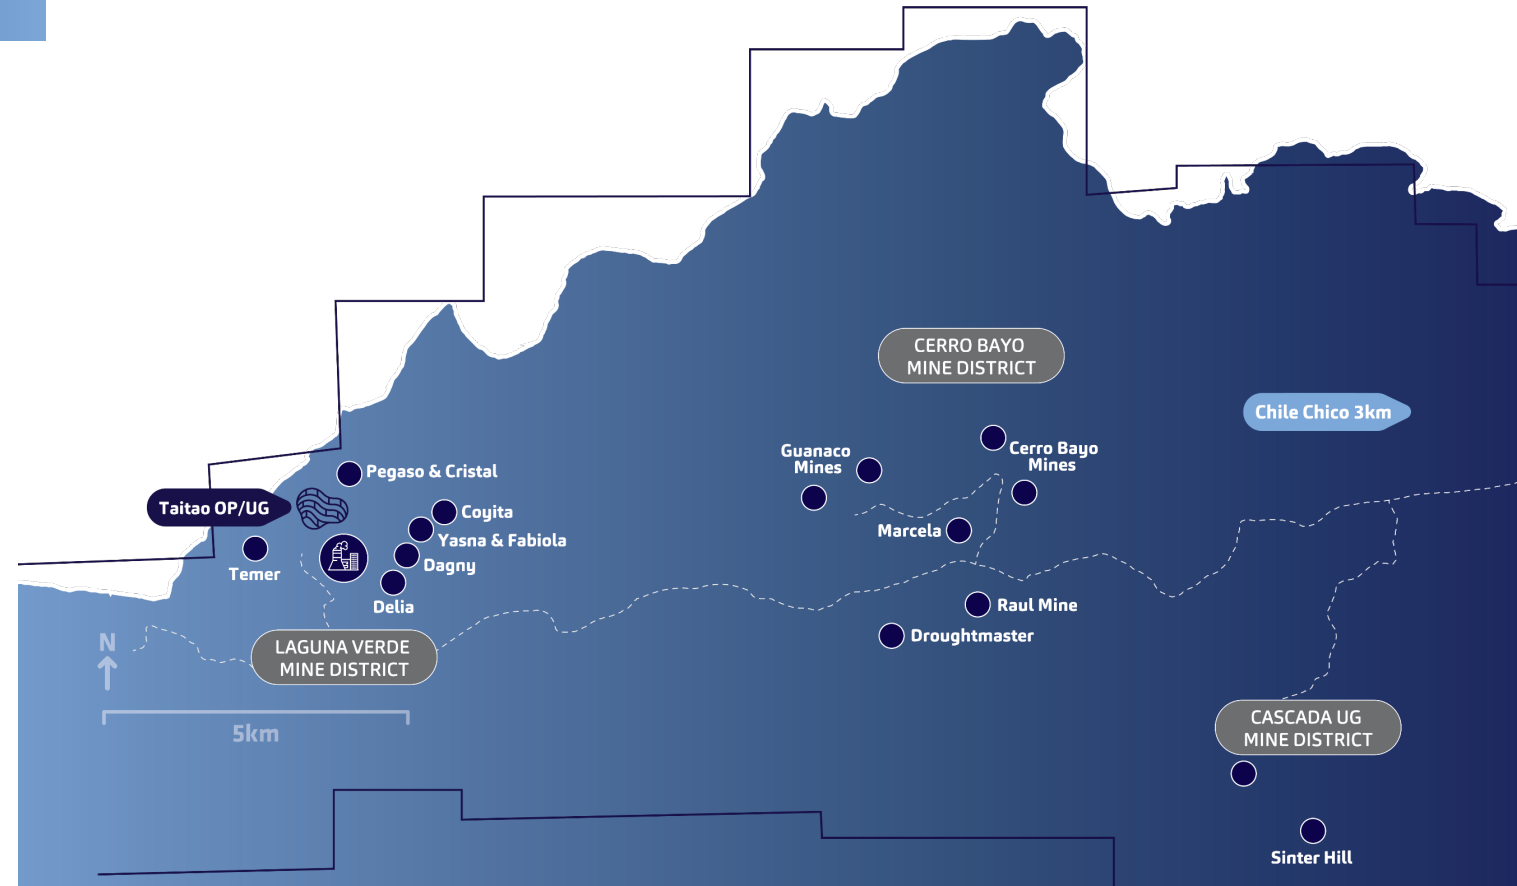 CERRO BAYO
MINE DISTRICT
Chile Chico 3km
Guanaco
Mines
Cerro Bayo
Mines
Pegaso & Cristal
Taitao OP/UG
Coyita
Yasna & Fabiola
Marcela
Dagny
Temer
Delia
Raul Mine
Droughtmaster
N
LAGUNA VERDE
MINE DISTRICT
5km
CASCADA UG
MINE DISTRICT
Sinter Hill